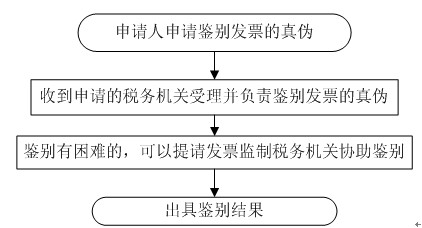 申请人申请鉴别发票的真伪
收到申请的税务机关受理并负责鉴别发票的真伪
鉴别有困难的，可以提请发票监制税务机关协助鉴别
出具鉴别结果